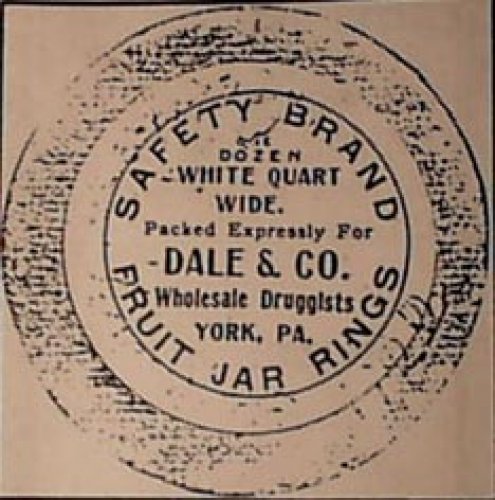 SAFETY BRAND
DOZEN
WHITE QUART
WIDE.
Packed Expressly For
DALE & CO.
Wholesale Druggists
YORK, PA.
FRUIT JAR RINGS